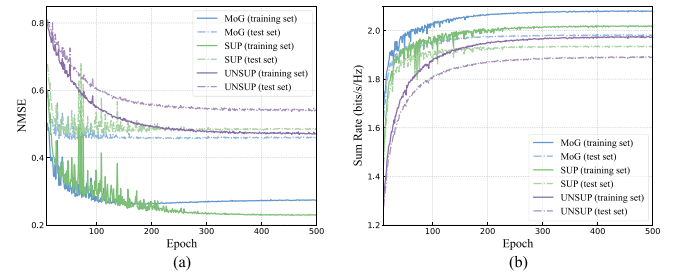 0.8
0.6
0.4
0.2
NMSE
100
200
300
400
500
Epoch
MoG (training set)
MoG (test set)
SUP (training set)
SUP (test set)
UNSUP (training set)
UNSUP (test set)
(a)
2.0
1.8
1.6
1.4
1.2
Sum Rate (bits/s/Hz)
100
200
300
400
500
Epoch
MoG (training set)
MoG (test set)
SUP (training set)
SUP (test set)
UNSUP (training set)
UNSUP (test set)
(b)